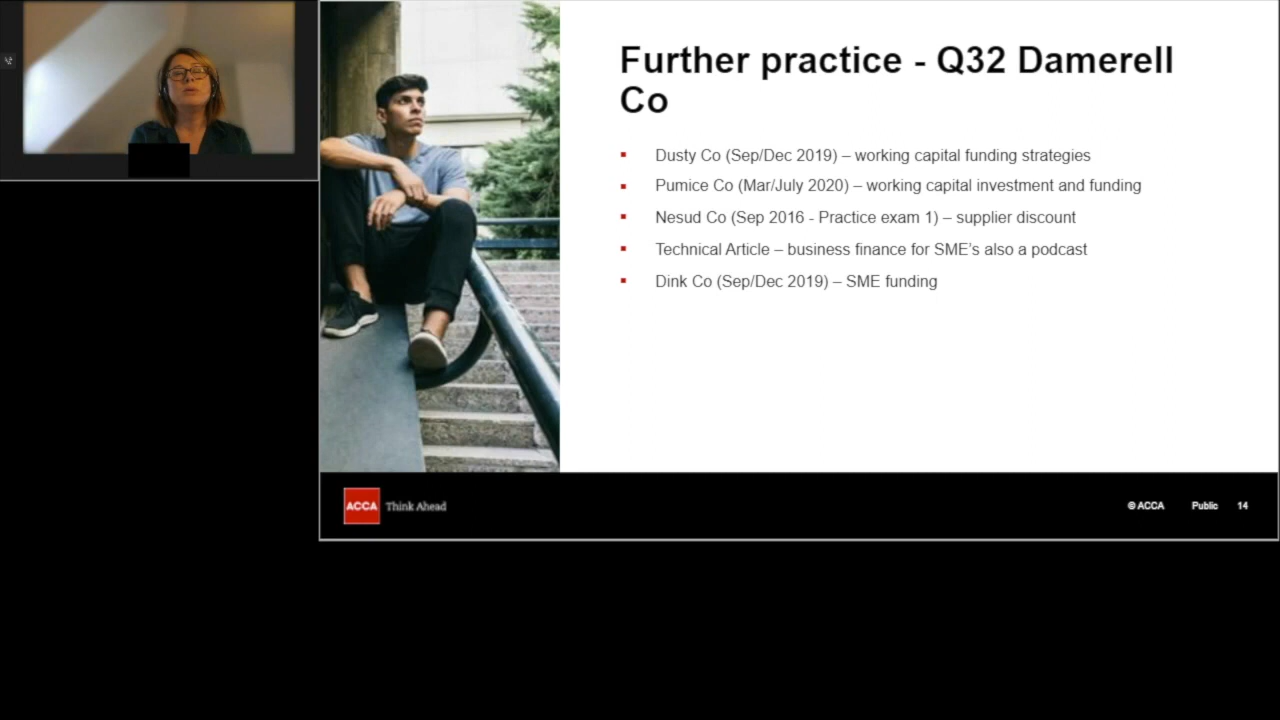 Further practice - Q32 Damerell
Co
▪ Dusty Co (Sep/Dec 2019) – working capital funding strategies
▪ Pumice Co (Mar/July 2020) – working capital investment and funding
▪ Nesud Co (Sep 2016 - Practice exam 1) – supplier discount
▪ Technical Article – business finance for SME’s also a podcast
▪ Dink Co (Sep/Dec 2019) – SME funding
ACCA Think Ahead
© ACCA Public 14